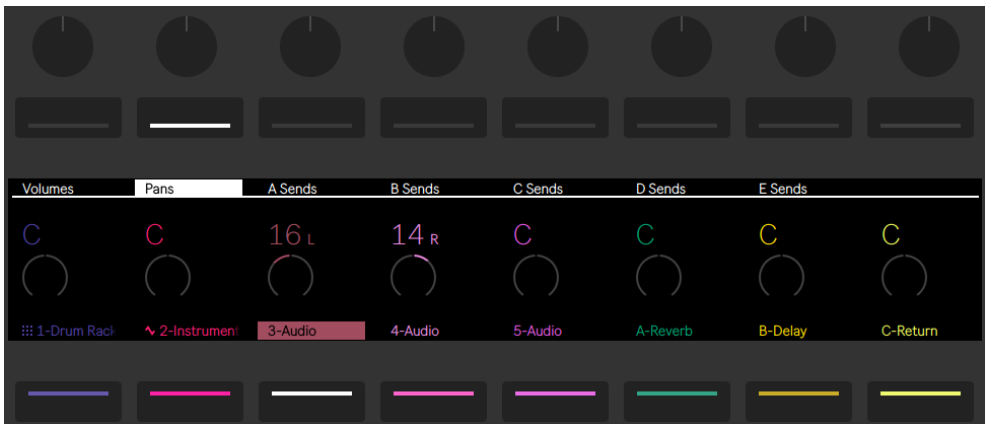 Volumes Pans A Sends B Sends C Sends D Sends E Sends
C C 16 L 14 R C C C C
1-Drum Rack 2-Instrument 3-Audio 4-Audio 5-Audio A-Reverb B-Delay C-Return